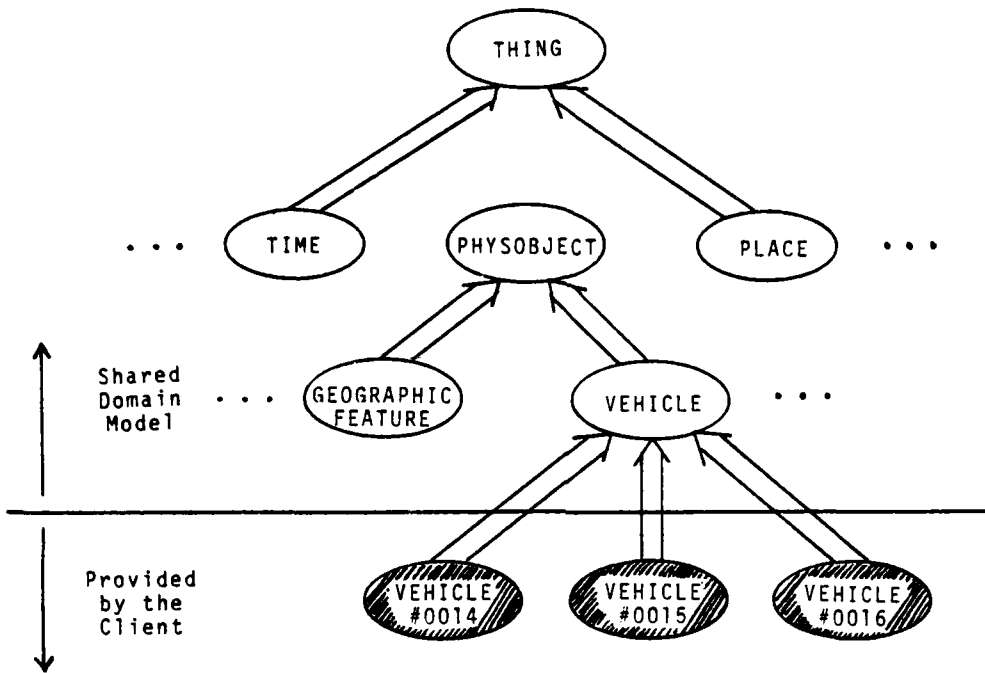 THING
TIME
PHYSOBJECT
PLACE
Shared
Domain
Model
GEOGRAPHIC
FEATURE
VEHICLE
Provided
by the
Client
VEHICLE
#0014
VEHICLE
#0015
VEHICLE
#0016